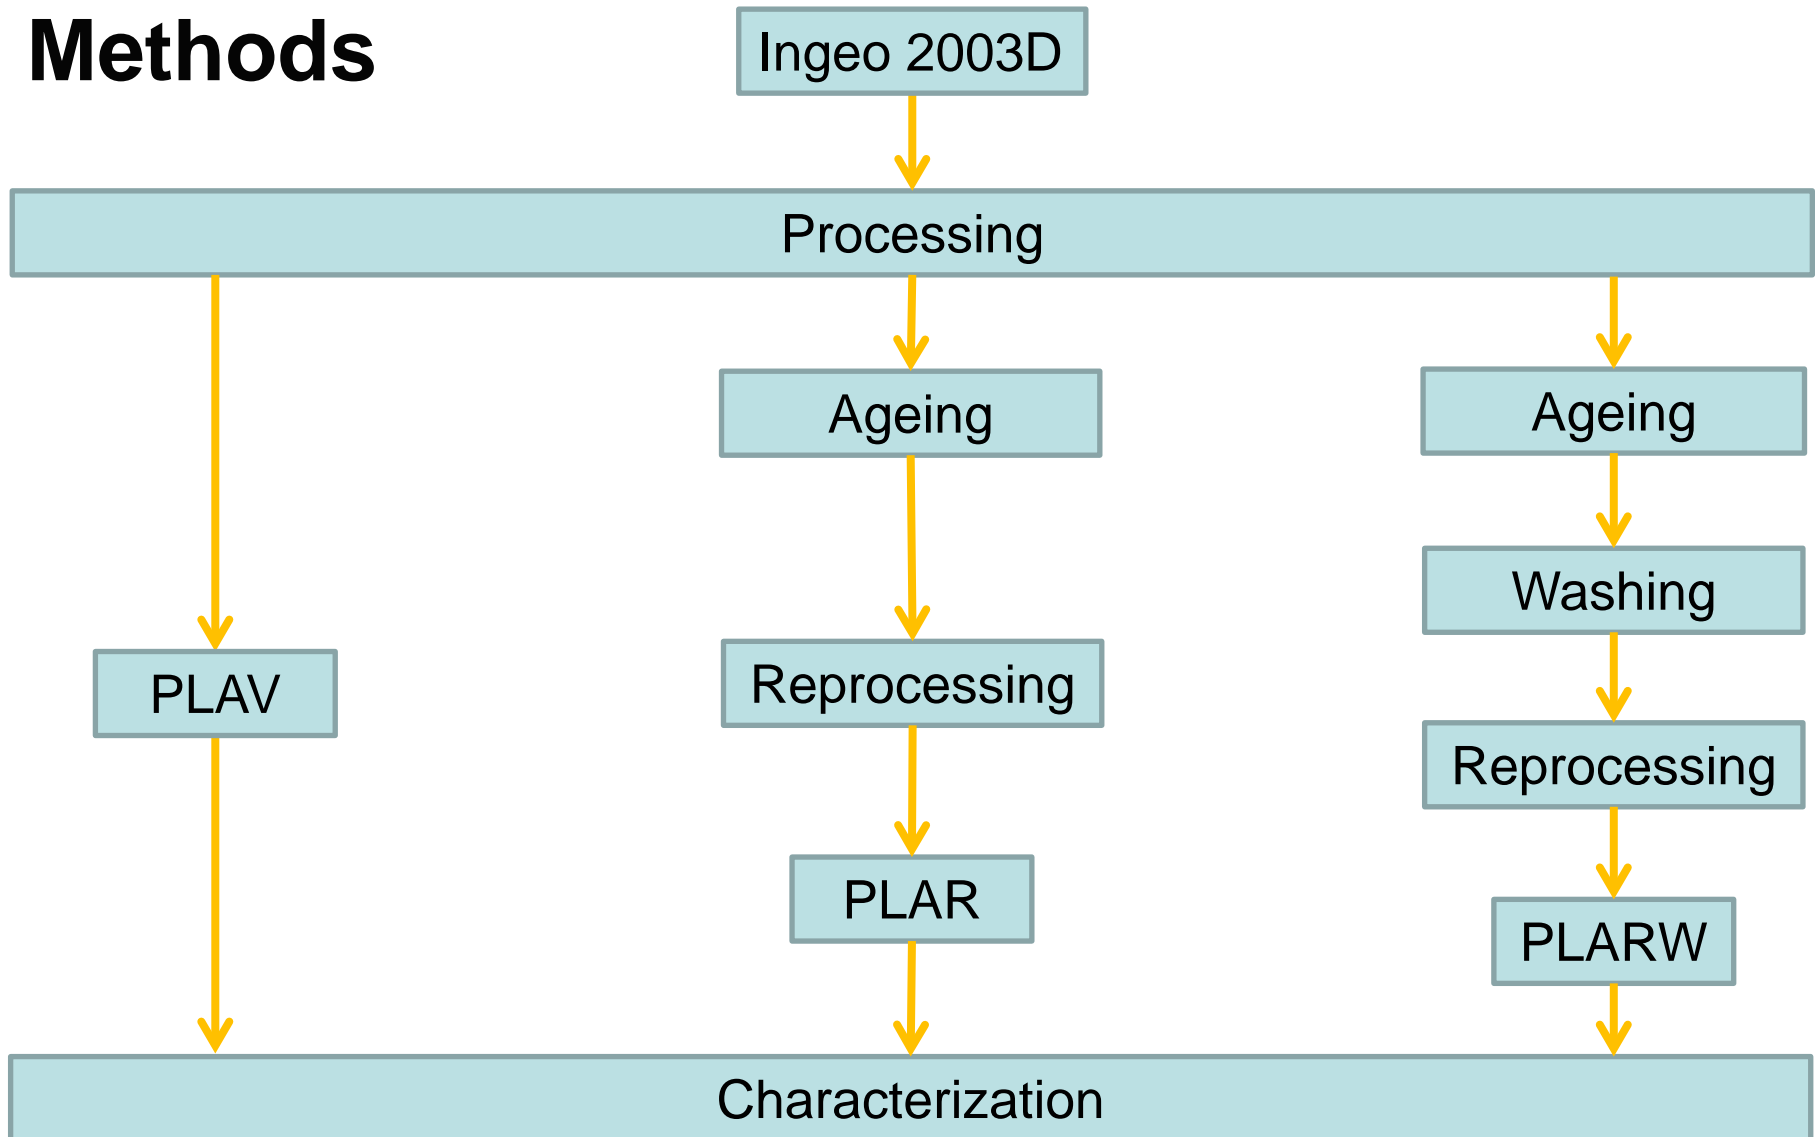 Methods
Ingeo 2003D
Processing
Ageing
Ageing
Washing
PLAV
Reprocessing
Reprocessing
PLAR
PLARW
Characterization